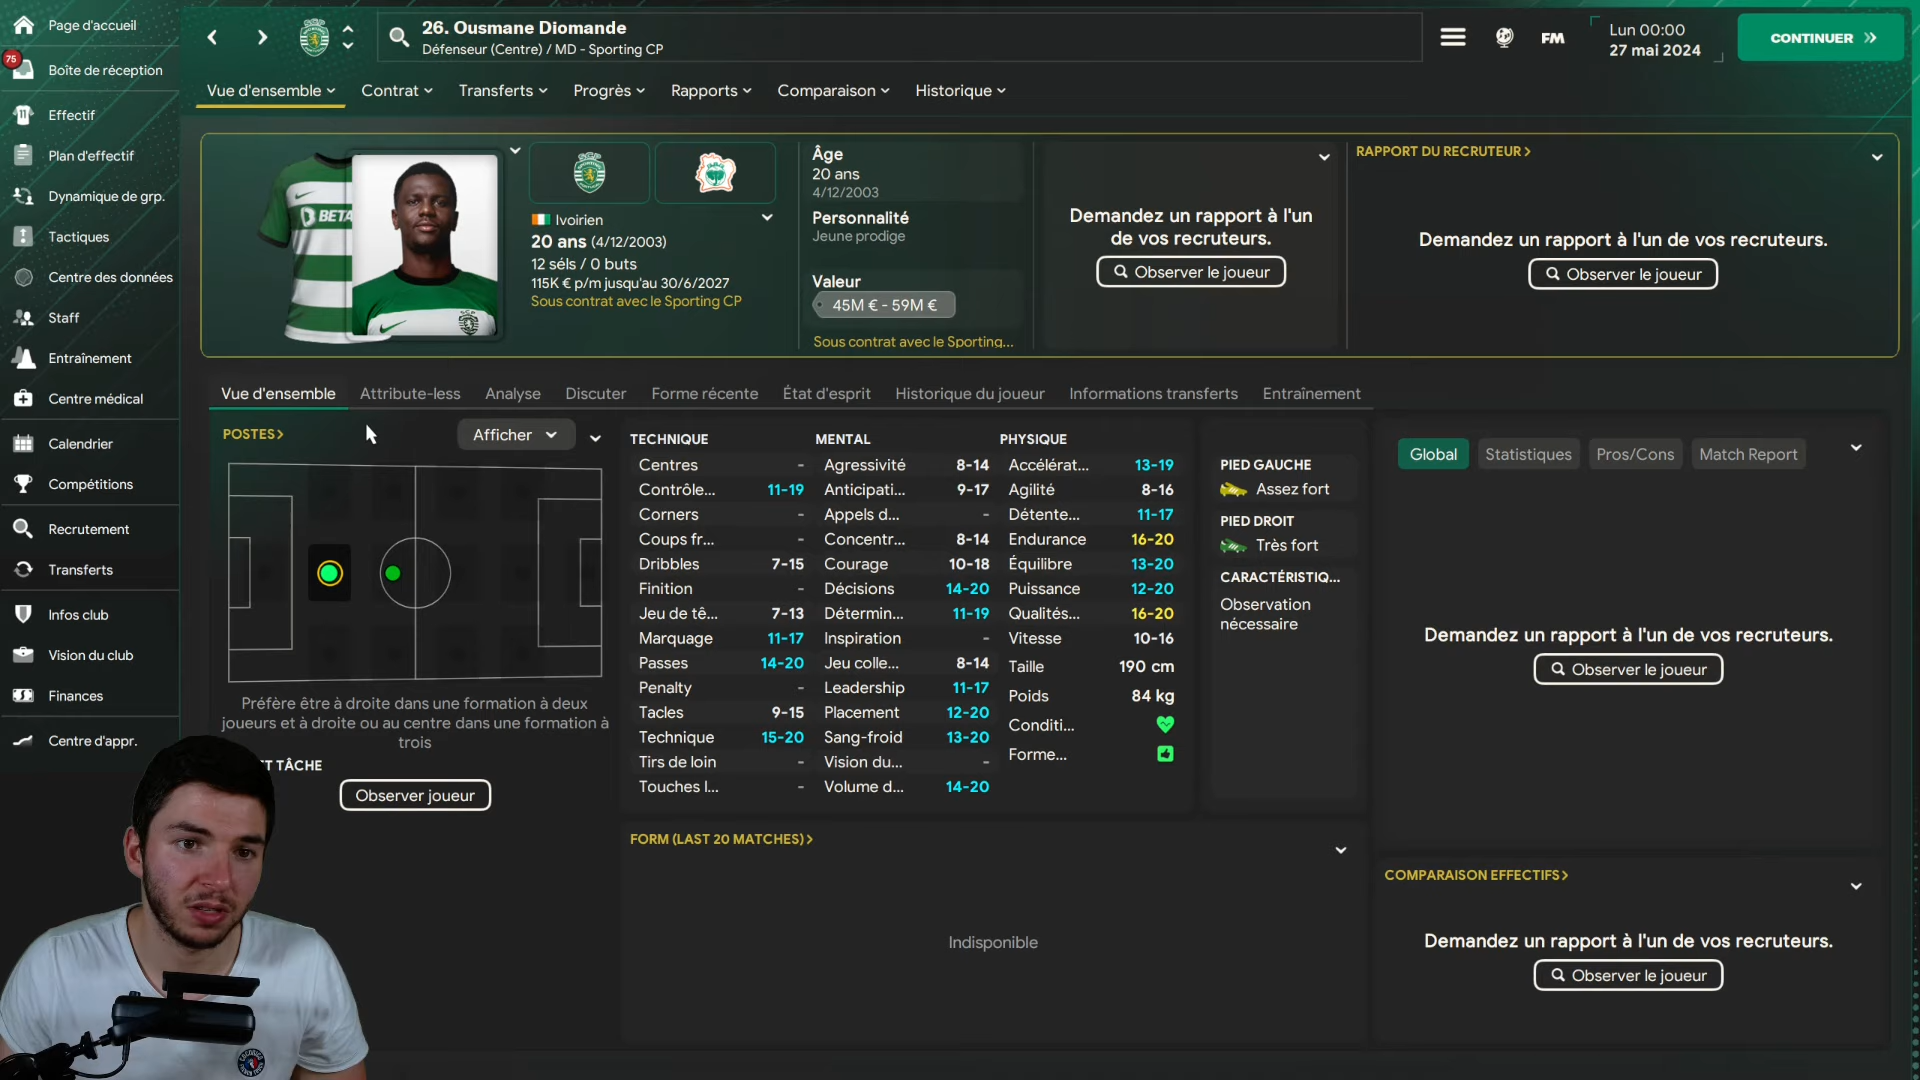 Page d'accueil
75
Boîte de réception
Effectif
Plan d'effectif
Dynamique de grp.
Tactiques
Centre des données
Staff
Entraînement
Centre médical
Calendrier
Compétitions
Recrutement
Transferts
Infos club
Vision du club
Finances
Centre d'appr.
26. Ousmane Diomande
Défenseur (Centre) / MD - Sporting CP
FM
Lun 00:00
27 mai 2024
CONTINUER
Vue d'ensemble
Contrat
Transferts
Progrès
Rapports
Comparaison
Historique
BETA
Ivoirien
20 ans (4/12/2003)
12 séls / 0 buts
115K € p/m jusqu'au 30/6/2027
Sous contrat avec le Sporting CP
Âge
20 ans
4/12/2003
Personnalité
Jeune prodige
Valeur
45M € - 59M €
Sous contrat avec le Sporting...
Demandez un rapport à l'un
de vos recruteurs.
Observer le joueur
RAPPORT DU RECRUTEUR >
Demandez un rapport à l'un de vos recruteurs.
Observer le joueur
Vue d'ensemble
Attribute-less
Analyse
Discuter
Forme récente
État d'esprit
Historique du joueur
Informations transferts
Entraînement
POSTES >
Afficher
Préfère être à droite dans une formation à deux
joueurs et à droite ou au centre dans une formation à
trois
T TÂCHE
Observer joueur
TECHNIQUE
Centres -
Contrôle... 11-19
Corners -
Coups fr... -
Dribbles 7-15
Finition -
Jeu de tê... 7-13
Marquage 11-17
Passes 14-20
Penalty -
Tacles 9-15
Technique 15-20
Tirs de loin -
Touches l... -
MENTAL
Agressivité 8-14
Anticipati... 9-17
Appels d... -
Concentr... 8-14
Courage 10-18
Décisions 14-20
Détermin... 11-19
Inspiration -
Jeu colle... 8-14
Leadership 11-17
Placement 12-20
Sang-froid 13-20
Vision du... -
Volume d... 14-20
PHYSIQUE
Accélérat... 13-19
Agilité 8-16
Détente... 11-17
Endurance 16-20
Équilibre 13-20
Puissance 12-20
Qualités... 16-20
Vitesse 10-16
Taille 190 cm
Poids 84 kg
Conditi...
Forme...
PIED GAUCHE
Assez fort
PIED DROIT
Très fort
CARACTÉRISTIQ...
Observation
nécessaire
Global
Statistiques
Pros/Cons
Match Report
Demandez un rapport à l'un de vos recruteurs.
Observer le joueur
FORM (LAST 20 MATCHES) >
Indisponible
COMPARAISON EFFECTIFS >
Demandez un rapport à l'un de vos recruteurs.
Observer le joueur